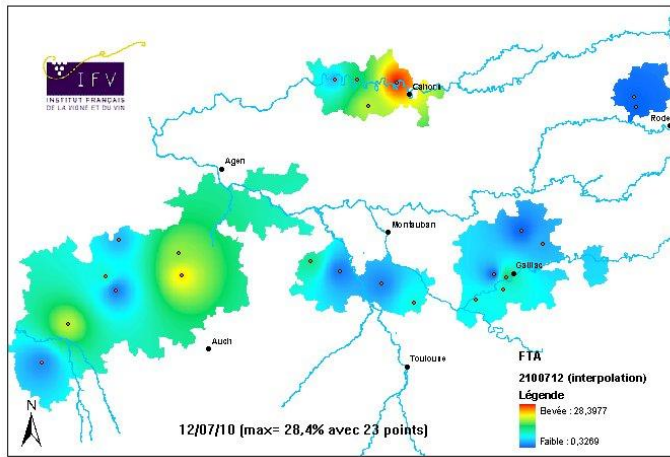 IFV
INSTITUT FRANÇAIS
DE LA VIGNE ET DU VIN
Cahors
Rode
Agen
Montauban
Gaillac
Auch
Toulouse
N
12/07/10 (max= 28,4% avec 23 points)
FTA
2100712 (interpolation)
Légende
Elevée : 28,3977
Faible : 0,3269